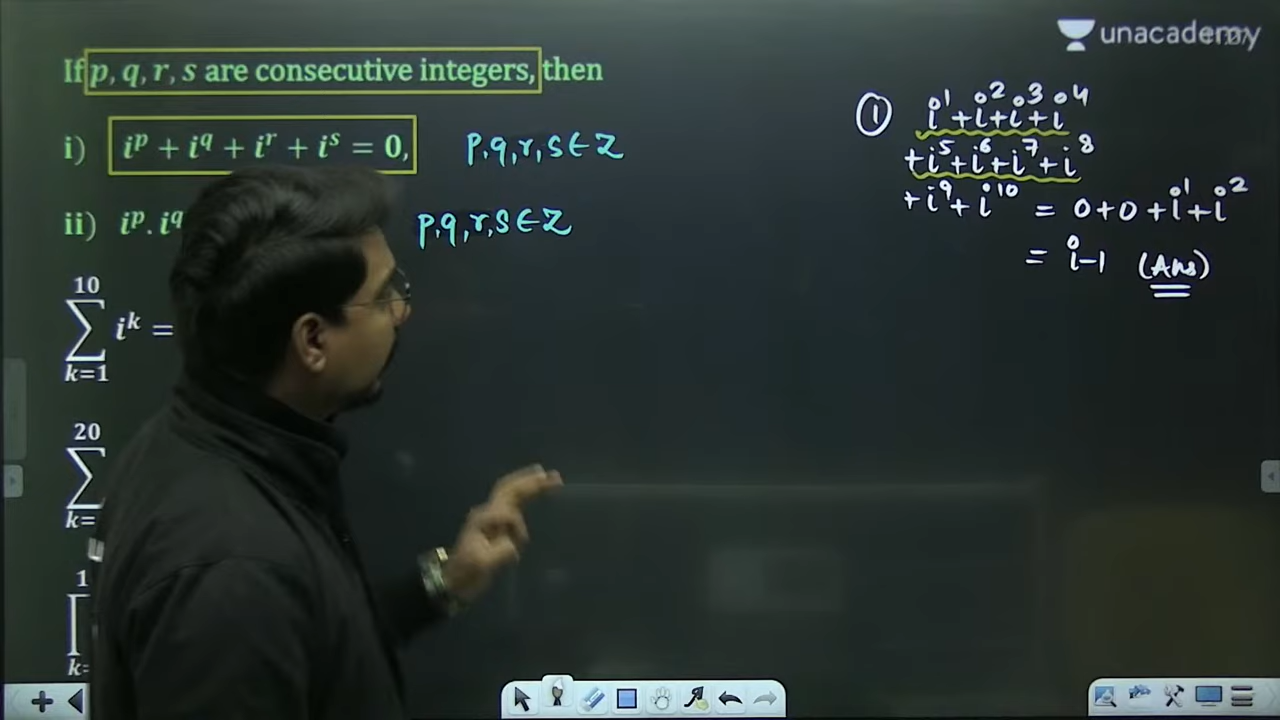 unacademy
If p, q, r, s are consecutive integers, then
i) i^p + i^q + i^r + i^s = 0, p,q,r,s ∈ Z
ii) i^p . i^q p,q,r,s ∈ Z
10
∑ i^k =
k=1
20
∑
k=
1
∏
k=
① i^1 + i^2 + i^3 + i^4
+ i^5 + i^6 + i^7 + i^8
+ i^9 + i^10 = 0+0+i^1+i^2
= i-1 (Ans)